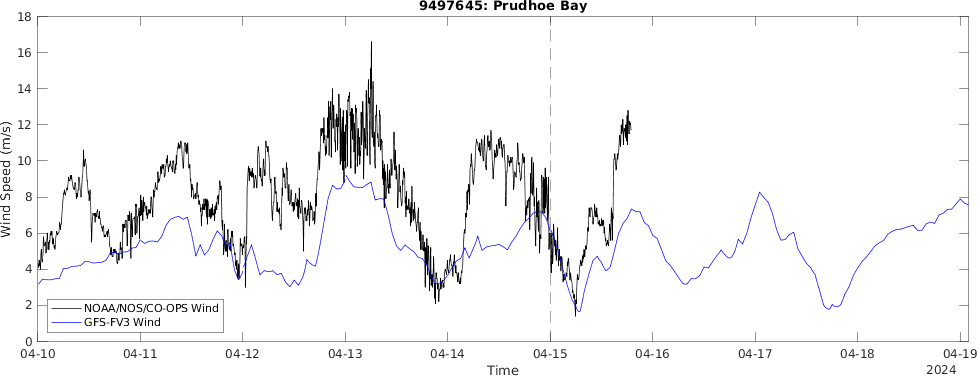 9497645: Prudhoe Bay
18
16
14
12
10
8
6
4
2
0
Wind Speed (m/s)
NOAA/NOS/CO-OPS Wind
GFS-FV3 Wind
04-10 04-11 04-12 04-13 04-14 04-15 04-16 04-17 04-18 04-19
Time
2024